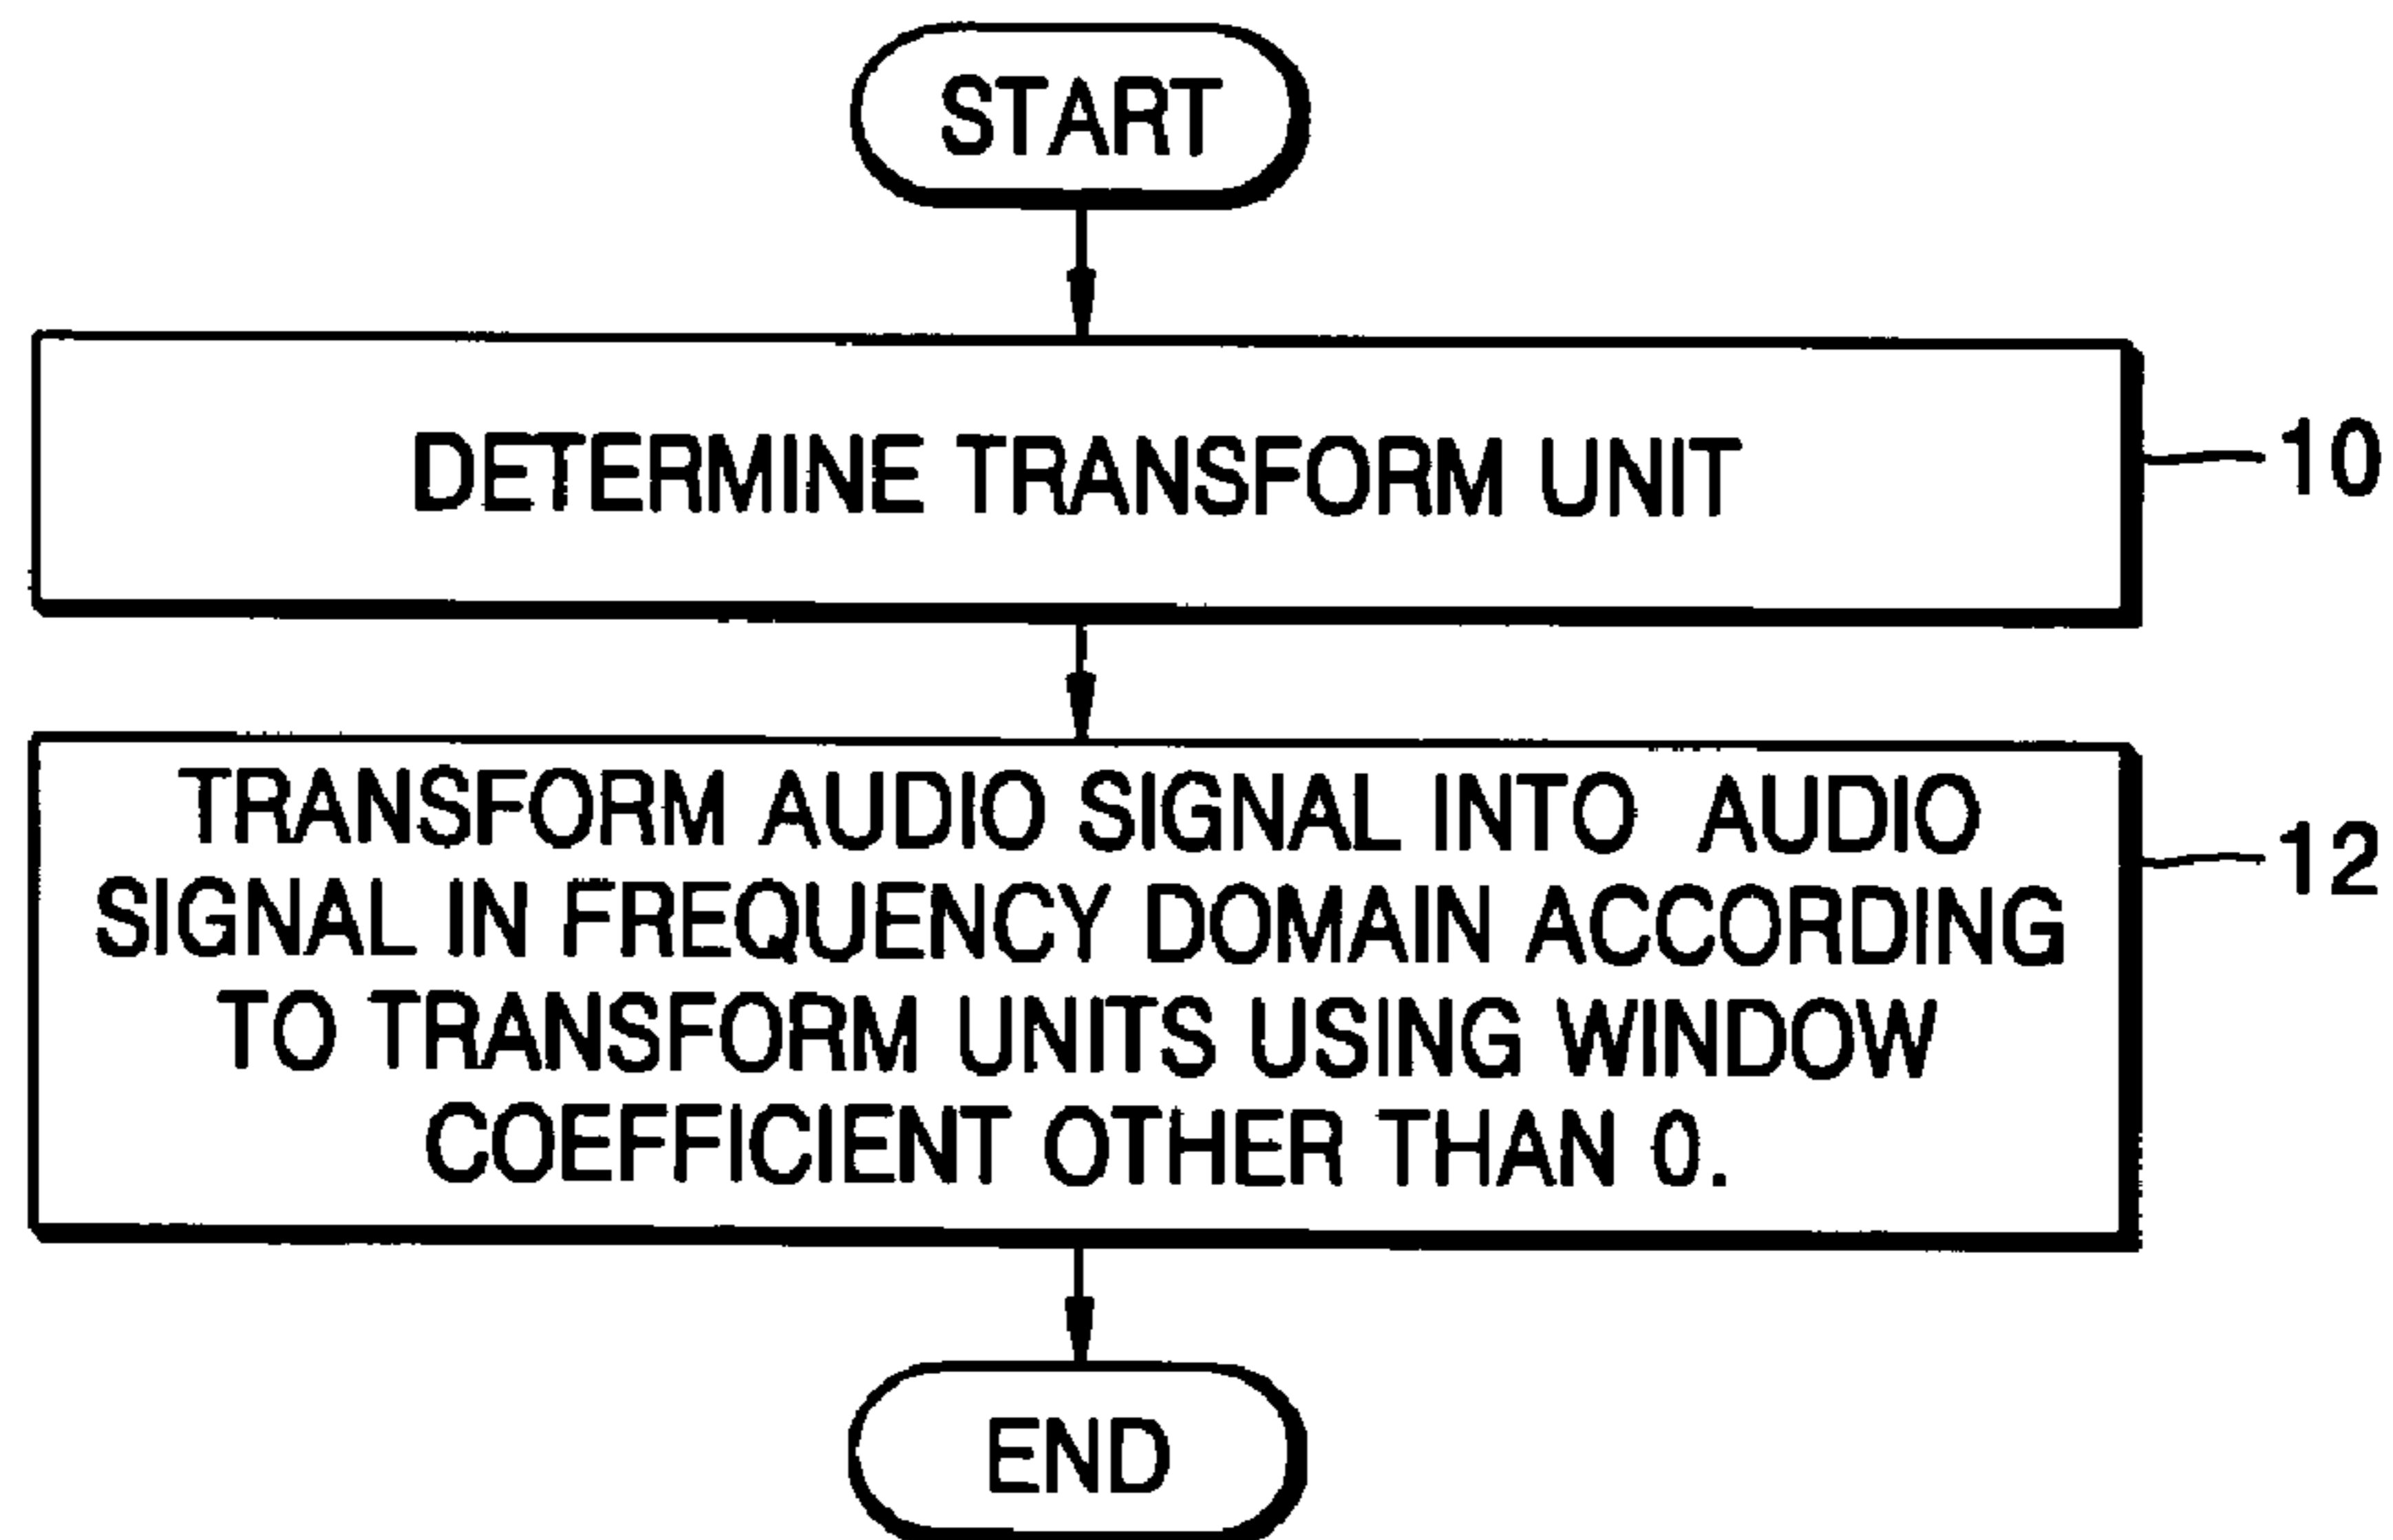 START
DETERMINE TRANSFORM UNIT
10
TRANSFORM AUDIO SIGNAL INTO AUDIO
SIGNAL IN FREQUENCY DOMAIN ACCORDING
TO TRANSFORM UNITS USING WINDOW
COEFFICIENT OTHER THAN 0.
12
END